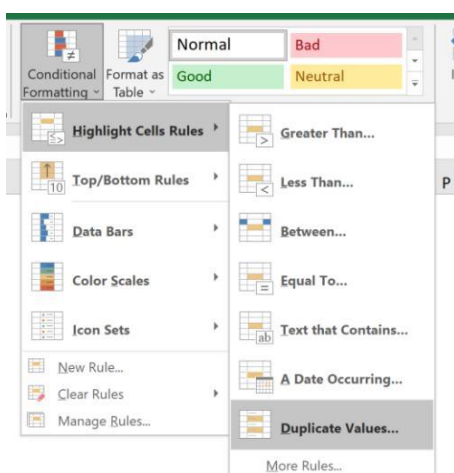 Normal
Bad
Conditional Formatting
Format as Table
Good
Neutral
Highlight Cells Rules
Greater Than...
10
Top/Bottom Rules
Less Than...
P
Data Bars
Between...
Color Scales
Equal To...
Icon Sets
ab
Text that Contains...
New Rule...
A Date Occurring...
Clear Rules
Manage Rules...
Duplicate Values...
More Rules...